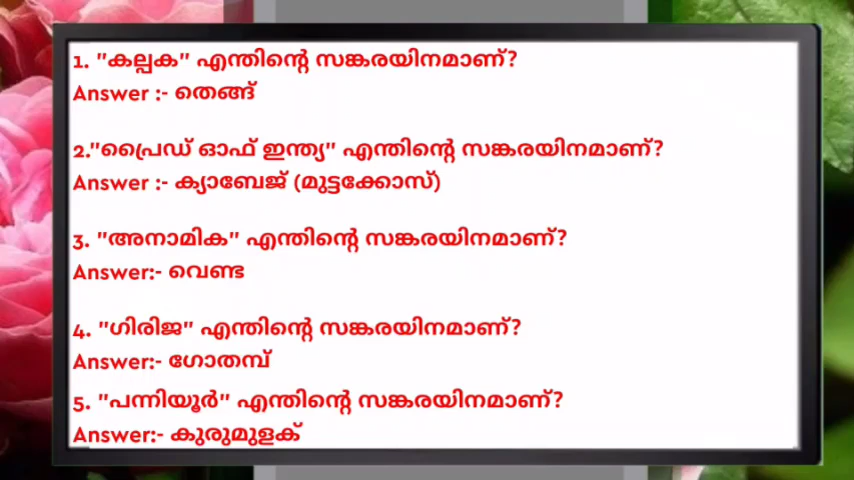 1. "കല്പക" എന്തിന്റെ സങ്കരയിനമാണ്?
Answer :- തെങ്ങ്
2."പ്രൈഡ് ഓഫ് ഇന്ത്യ" എന്തിന്റെ സങ്കരയിനമാണ്?
Answer :- ക്യാബേജ് (മുട്ടക്കോസ്)
3. "അനാമിക" എന്തിന്റെ സങ്കരയിനമാണ്?
Answer:- വെണ്ട
4. "ഗിരിജ" എന്തിന്റെ സങ്കരയിനമാണ്?
Answer:- ഗോതമ്പ്
5. "പന്നിയൂർ" എന്തിന്റെ സങ്കരയിനമാണ്?
Answer:- കുരുമുളക്